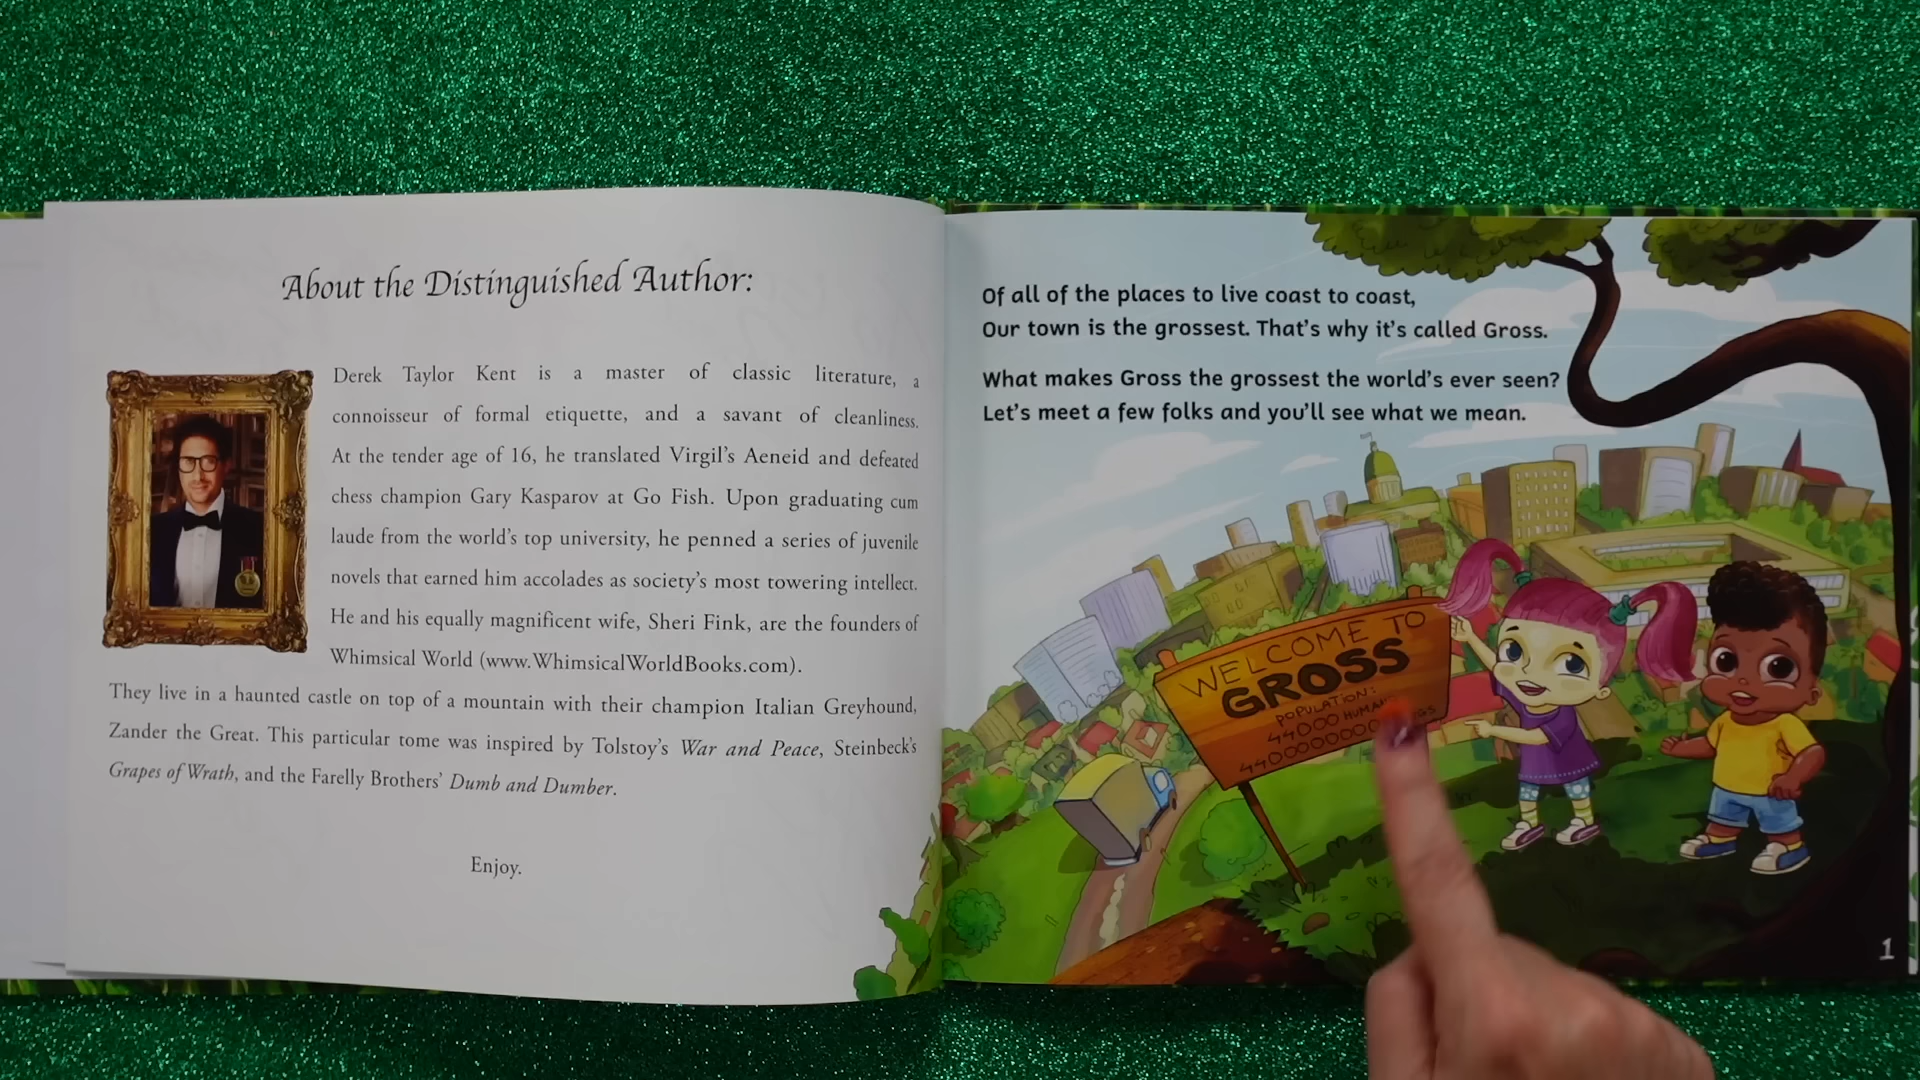 About the Distinguished Author:
Derek Taylor Kent is a master of classic literature, a
connoisseur of formal etiquette, and a savant of cleanliness.
At the tender age of 16, he translated Virgil's Aeneid and defeated
chess champion Gary Kasparov at Go Fish. Upon graduating cum
laude from the world's top university, he penned a series of juvenile
novels that earned him accolades as society's most towering intellect.
He and his equally magnificent wife, Sheri Fink, are the founders of
Whimsical World (www.WhimsicalWorldBooks.com).
They live in a haunted castle on top of a mountain with their champion Italian Greyhound,
Zander the Great. This particular tome was inspired by Tolstoy's War and Peace, Steinbeck's
Grapes of Wrath, and the Farelly Brothers' Dumb and Dumber.
Enjoy.
Of all of the places to live coast to coast,
Our town is the grossest. That's why it's called Gross.
What makes Gross the grossest the world's ever seen?
Let's meet a few folks and you'll see what we mean.
WELCOME TO
GROSS
POPULATION:
44000
1